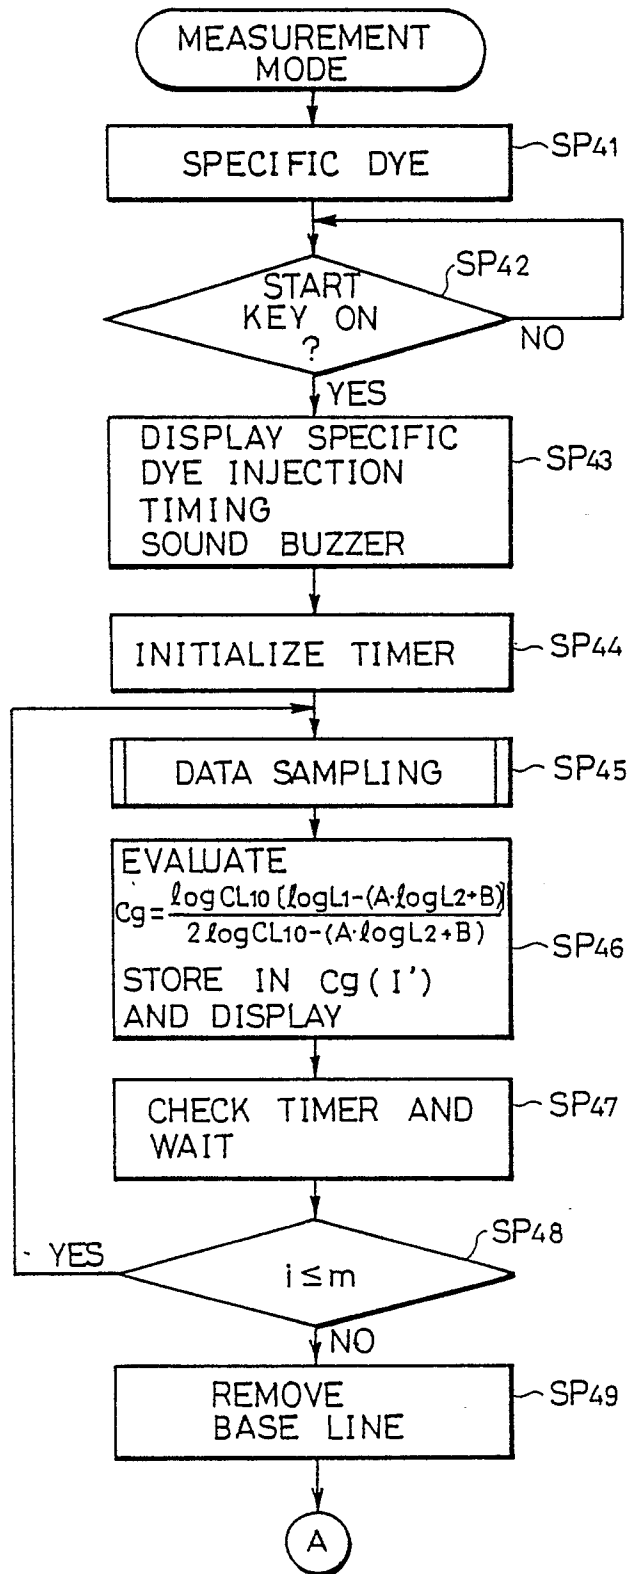 MEASUREMENT
MODE
SPECIFIC DYE
SP41
START
KEY ON
?
SP42
NO
YES
DISPLAY SPECIFIC
DYE INJECTION
TIMING
SOUND BUZZER
SP43
INITIALIZE TIMER
SP44
DATA SAMPLING
SP45
EVALUATE
Cg = logCL10 [logL1-(A·logL2+B)]
2logCL10-(A·logL2+B)
STORE IN Cg(I')
AND DISPLAY
SP46
CHECK TIMER AND
WAIT
SP47
i≤m
SP48
YES
NO
REMOVE
BASE LINE
SP49
A